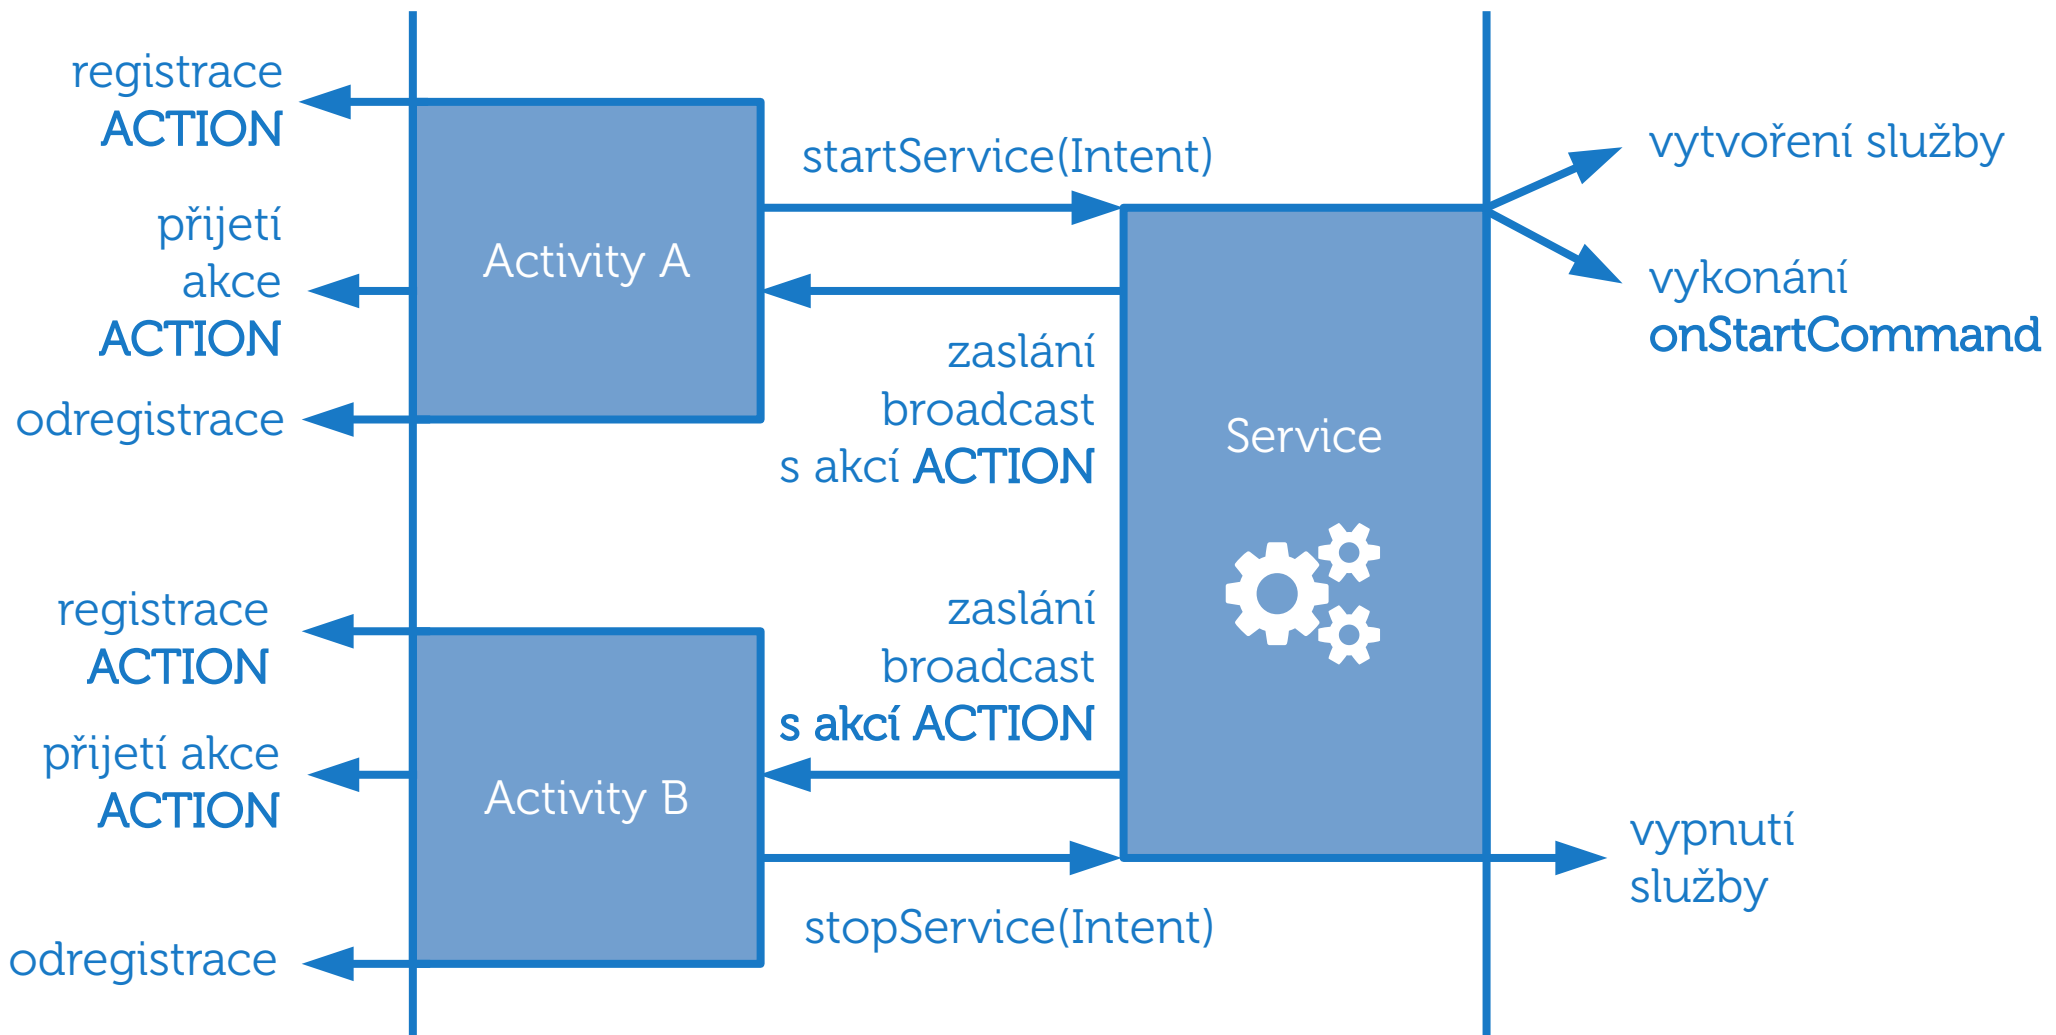 registrace
ACTION
přijetí
akce
ACTION
odregistrace
Activity A
startService(Intent)
zaslání
broadcast
s akcí ACTION
Service
vytvoření služby
vykonání
onStartCommand
registrace
ACTION
přijetí akce
ACTION
odregistrace
Activity B
zaslání
broadcast
s akcí ACTION
stopService(Intent)
vypnutí
služby